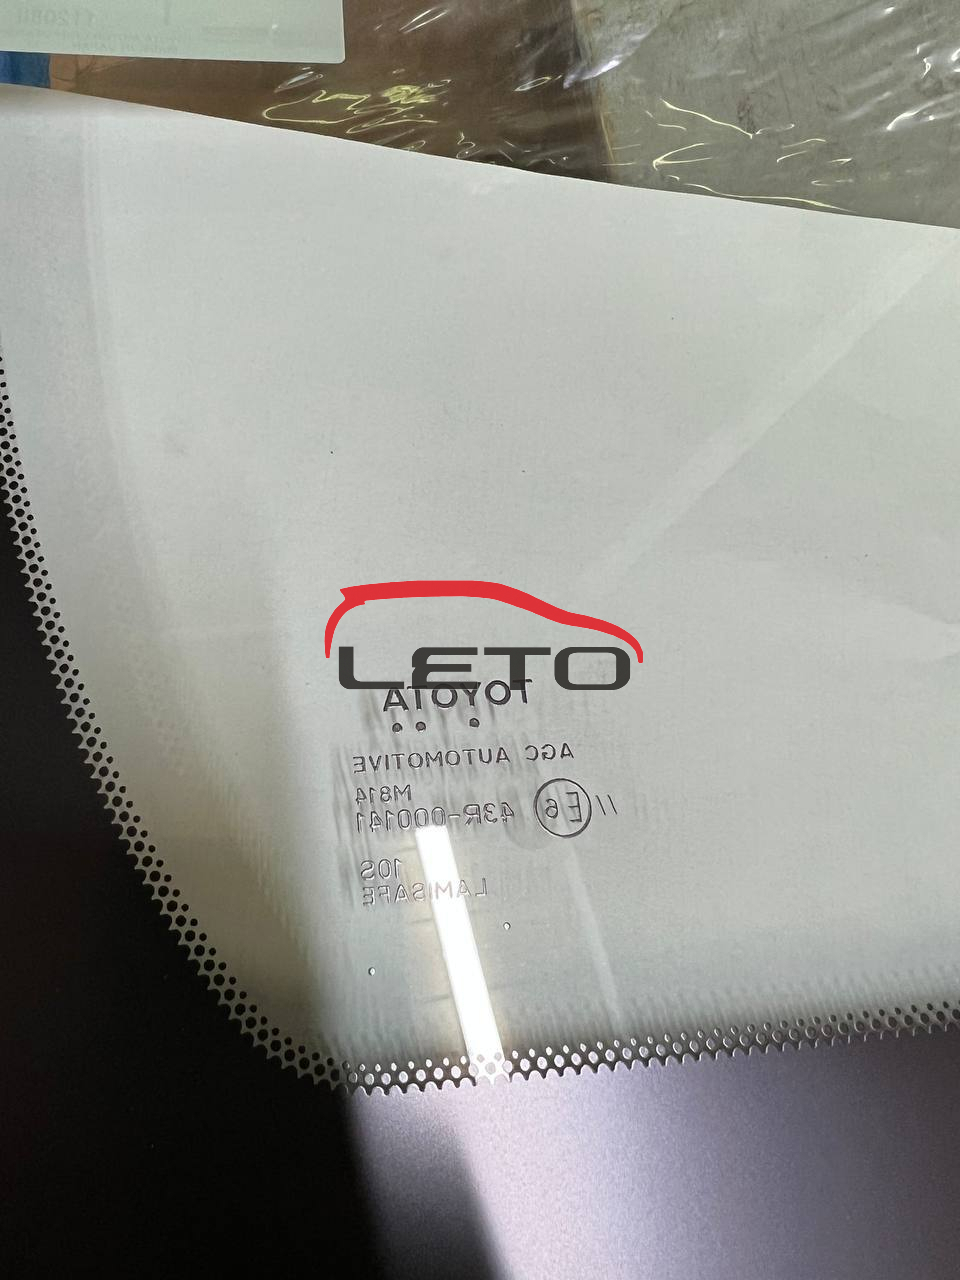 LETO
TOYOTA
AGC AUTOMOTIVE
M814
43R-000141 E6 //
10S
LAMISAFE